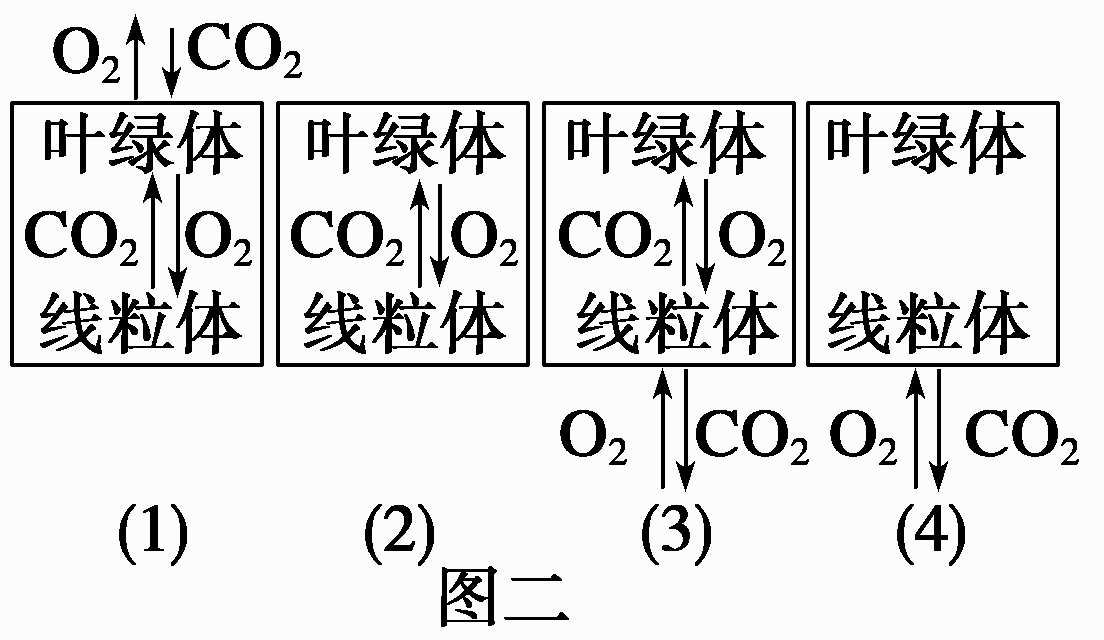 O₂ CO₂
叶绿体 叶绿体 叶绿体 叶绿体
CO₂ O₂ CO₂ O₂ CO₂ O₂
线粒体 线粒体 线粒体 线粒体
O₂ CO₂ O₂ CO₂
(1) (2) (3) (4)
图二